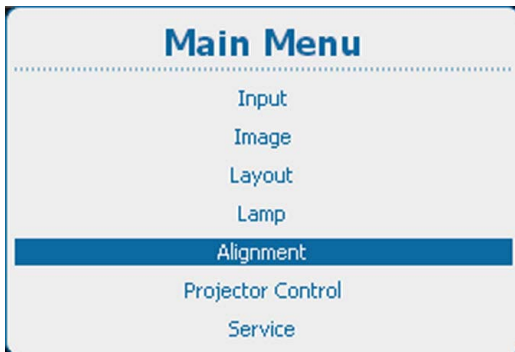 Main Menu
Input
Image
Layout
Lamp
Alignment
Projector Control
Service